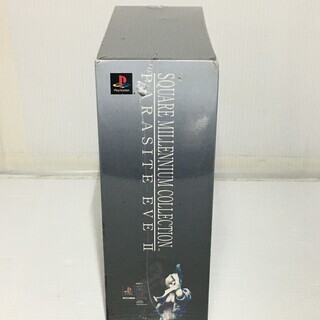 PlayStation
SQUARE MILLENNIUM COLLECTION
PARASITE EVE II